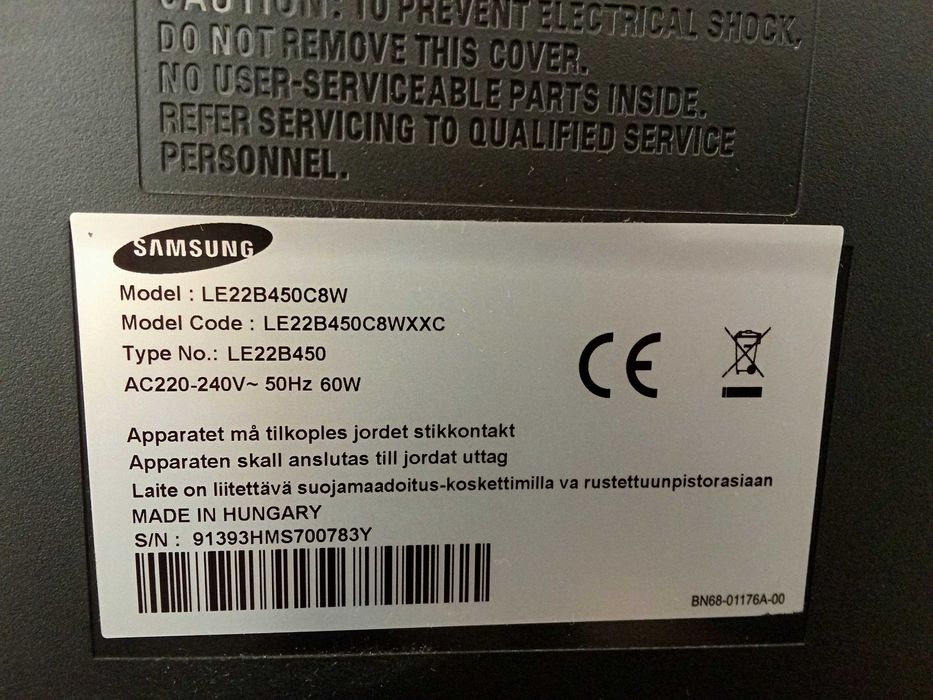 CAUTION: TO PREVENT ELECTRICAL SHOCK,
DO NOT REMOVE THIS COVER.
NO USER-SERVICEABLE PARTS INSIDE.
REFER SERVICING TO QUALIFIED SERVICE
PERSONNEL.
SAMSUNG
Model : LE22B450C8W
Model Code : LE22B450C8WXXC
Type No.: LE22B450
AC220-240V~ 50Hz 60W
CE
Apparatet må tilkoples jordet stikkontakt
Apparaten skall anslutas till jordat uttag
Laite on liitettävä suojamaadoitus-koskettimilla va rustettuunpistorasiaan
MADE IN HUNGARY
S/N : 91393HMS700783Y
BN68-01176A-00